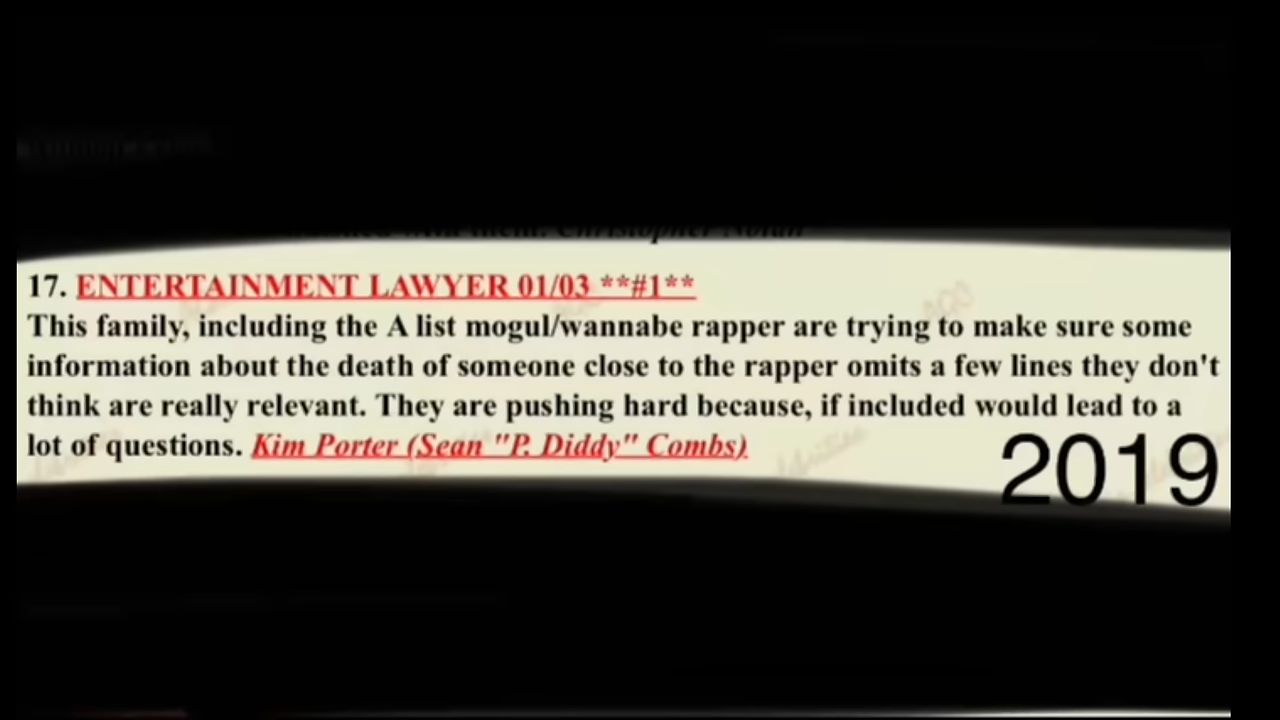 17. ENTERTAINMENT LAWYER 01/03 **#1**
This family, including the A list mogul/wannabe rapper are trying to make sure some
information about the death of someone close to the rapper omits a few lines they don't
think are really relevant. They are pushing hard because, if included would lead to a
lot of questions. Kim Porter (Sean "P. Diddy" Combs)
2019